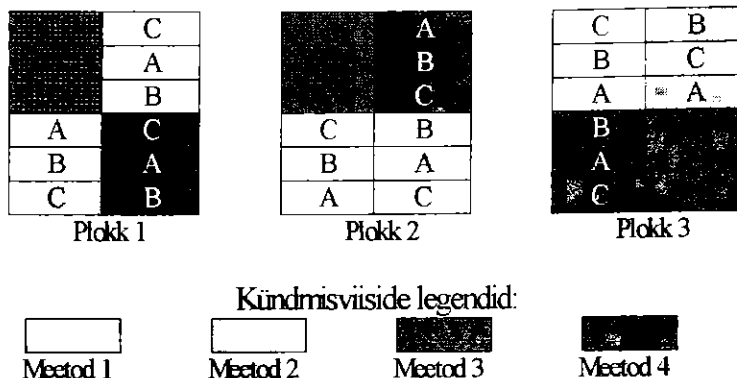 C
A
B
A C
B A
C B
Plokk 1
A
B
C
C B
B A
A C
Plokk 2
C B
B C
A A
B
A
C
Plokk 3
Kündmisviiside legendid:
Meetod 1 Meetod 2 Meetod 3 Meetod 4